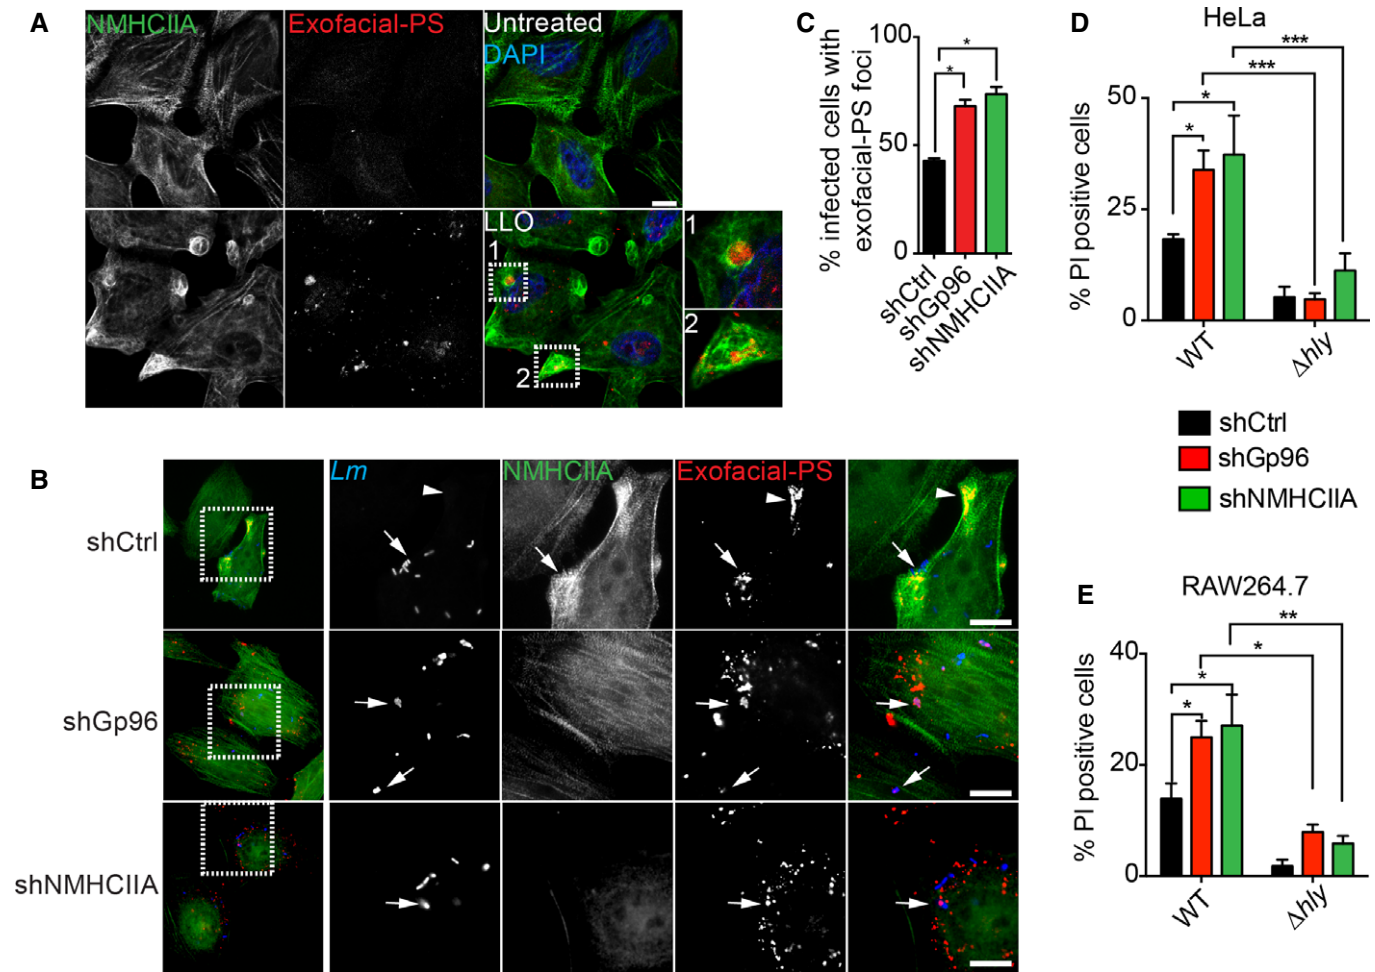 A
NMHCIIA
Exofacial-PS
Untreated
DAPI
LLO
1
2
1
2
B
Lm
NMHCIIA
Exofacial-PS
shCtrl
shGp96
shNMHCIIA
C
% infected cells with
exofacial-PS foci
100
50
0
*
*
shCtrl
shGp96
shNMHCIIA
D
HeLa
% PI positive cells
50
25
0
***
***
*
*
WT
Δhly
shCtrl
shGp96
shNMHCIIA
E
RAW264.7
% PI positive cells
40
20
0
**
*
*
*
WT
Δhly